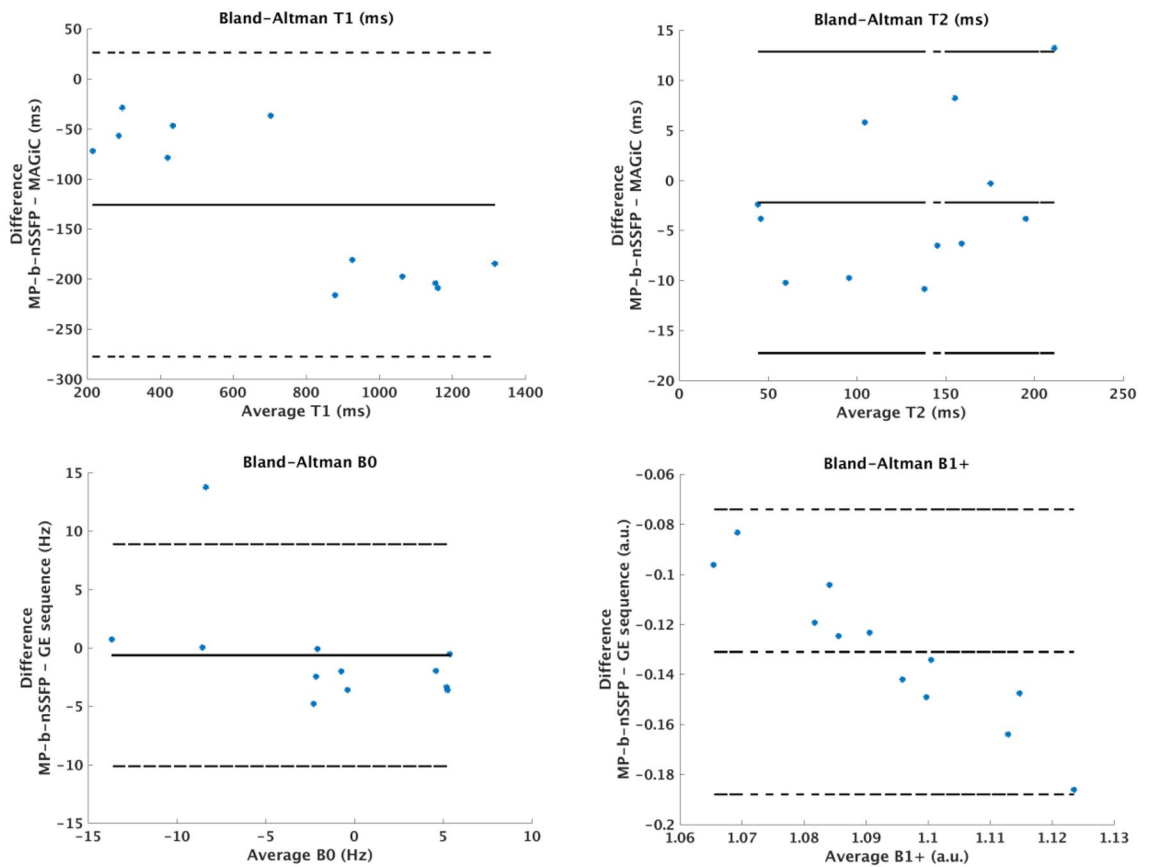 Bland-Altman T1 (ms)
50
0
-50
-100
-150
-200
-250
-300
Difference
MP-b-nSSFP - MAGiC (ms)
200 400 600 800 1000 1200 1400
Average T1 (ms)
Bland-Altman T2 (ms)
15
10
5
0
-5
-10
-15
-20
Difference
MP-b-nSSFP - MAGiC (ms)
0 50 100 150 200 250
Average T2 (ms)
Bland-Altman B0
15
10
5
0
-5
-10
-15
Difference
MP-b-nSSFP - GE sequence (Hz)
-15 -10 -5 0 5 10
Average B0 (Hz)
Bland-Altman B1+
-0.06
-0.08
-0.1
-0.12
-0.14
-0.16
-0.18
-0.2
Difference
MP-b-nSSFP - GE sequence (a.u.)
1.06 1.07 1.08 1.09 1.1 1.11 1.12 1.13
Average B1+ (a.u.)